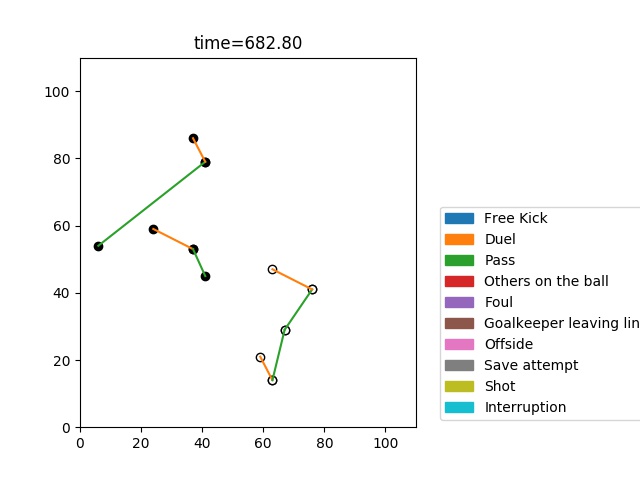 time=682.80
100
80
60
40
20
0
0 20 40 60 80 100
Free Kick
Duel
Pass
Others on the ball
Foul
Goalkeeper leaving lin
Offside
Save attempt
Shot
Interruption